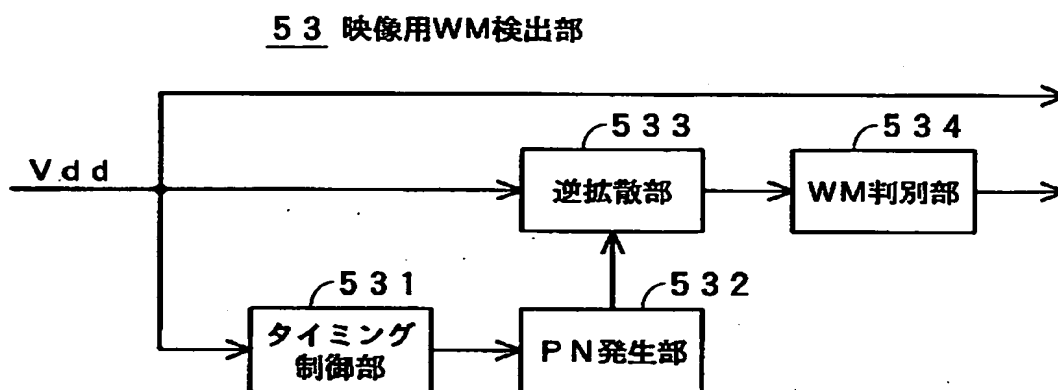 ５３ 映像用WM検出部
５３３
５３４
Ｖｄｄ
逆拡散部
WM判別部
５３１
５３２
タイミング
制御部
ＰＮ発生部